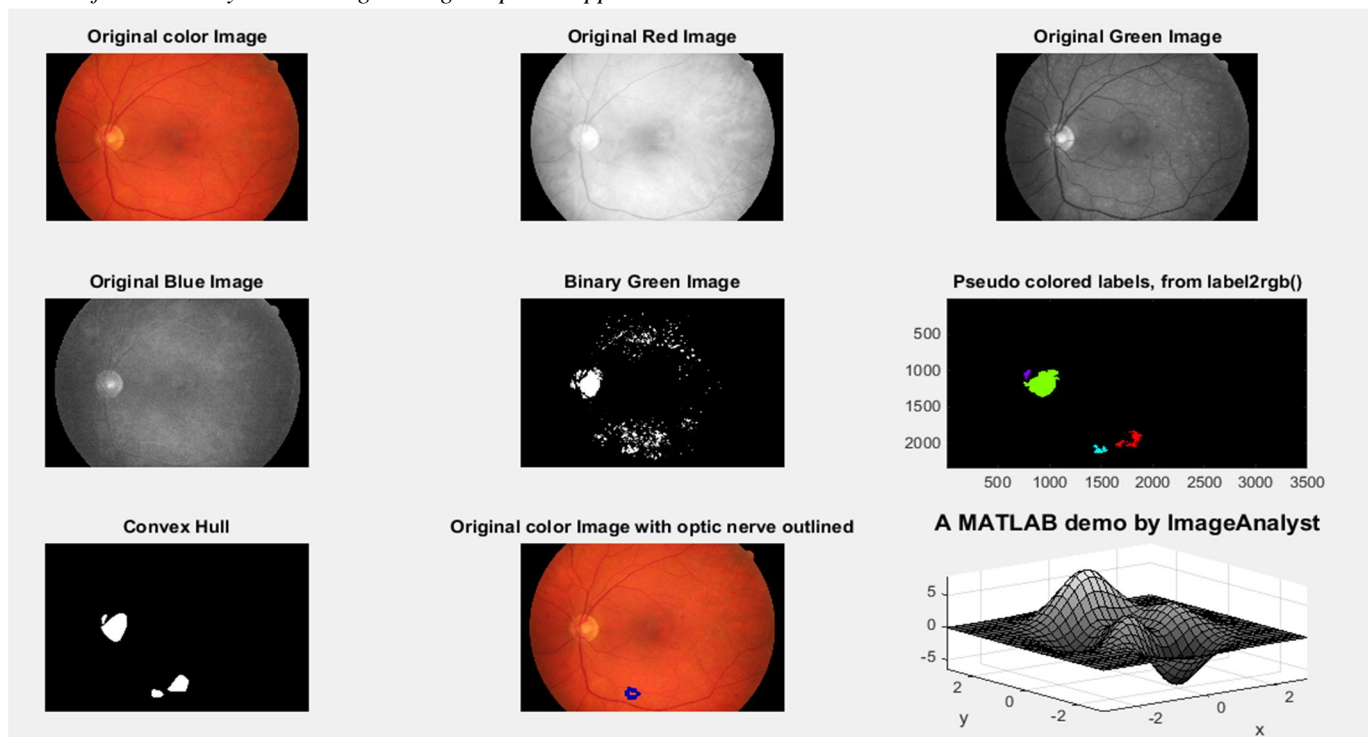 Original color Image
Original Red Image
Original Green Image
Original Blue Image
Binary Green Image
Pseudo colored labels, from label2rgb()
500
1000
1500
2000
500 1000 1500 2000 2500 3000 3500
Convex Hull
Original color Image with optic nerve outlined
A MATLAB demo by ImageAnalyst
5
0
-5
2
0
-2
y
-2
0
2
x